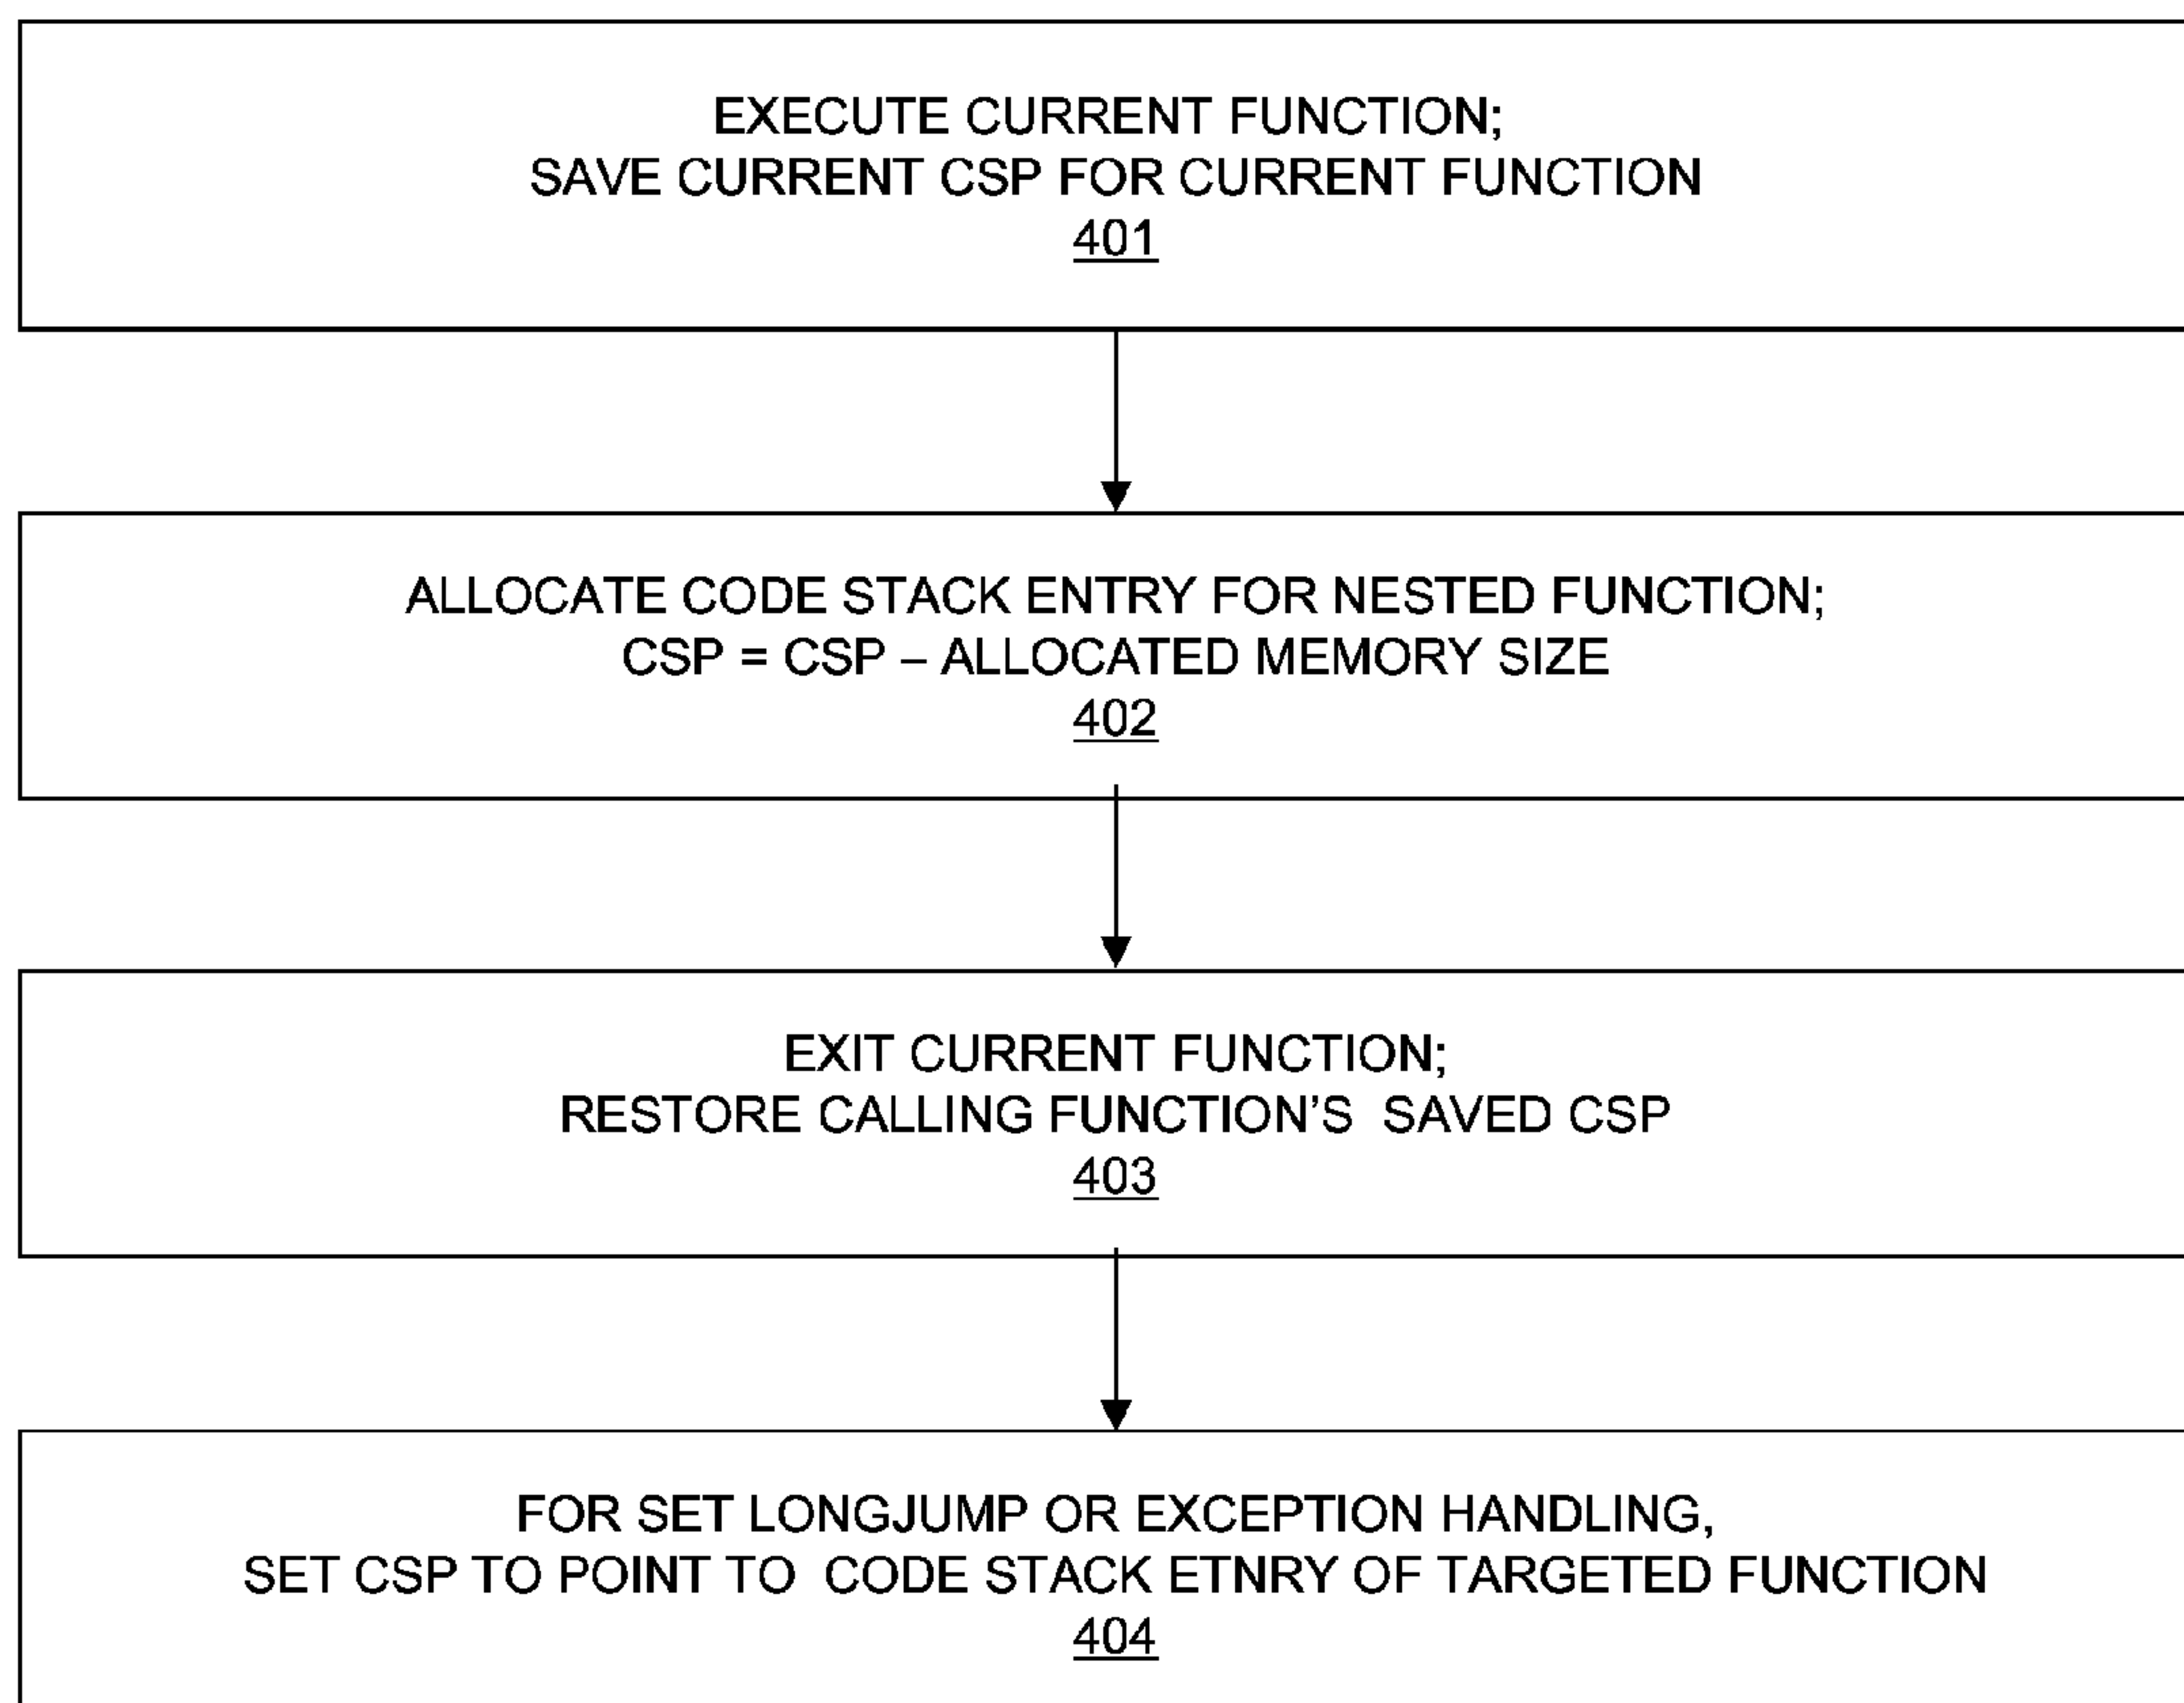 EXECUTE CURRENT FUNCTION;
SAVE CURRENT CSP FOR CURRENT FUNCTION
401
ALLOCATE CODE STACK ENTRY FOR NESTED FUNCTION;
CSP = CSP – ALLOCATED MEMORY SIZE
402
EXIT CURRENT FUNCTION;
RESTORE CALLING FUNCTION'S SAVED CSP
403
FOR SET LONGJUMP OR EXCEPTION HANDLING,
SET CSP TO POINT TO CODE STACK ETNRY OF TARGETED FUNCTION
404